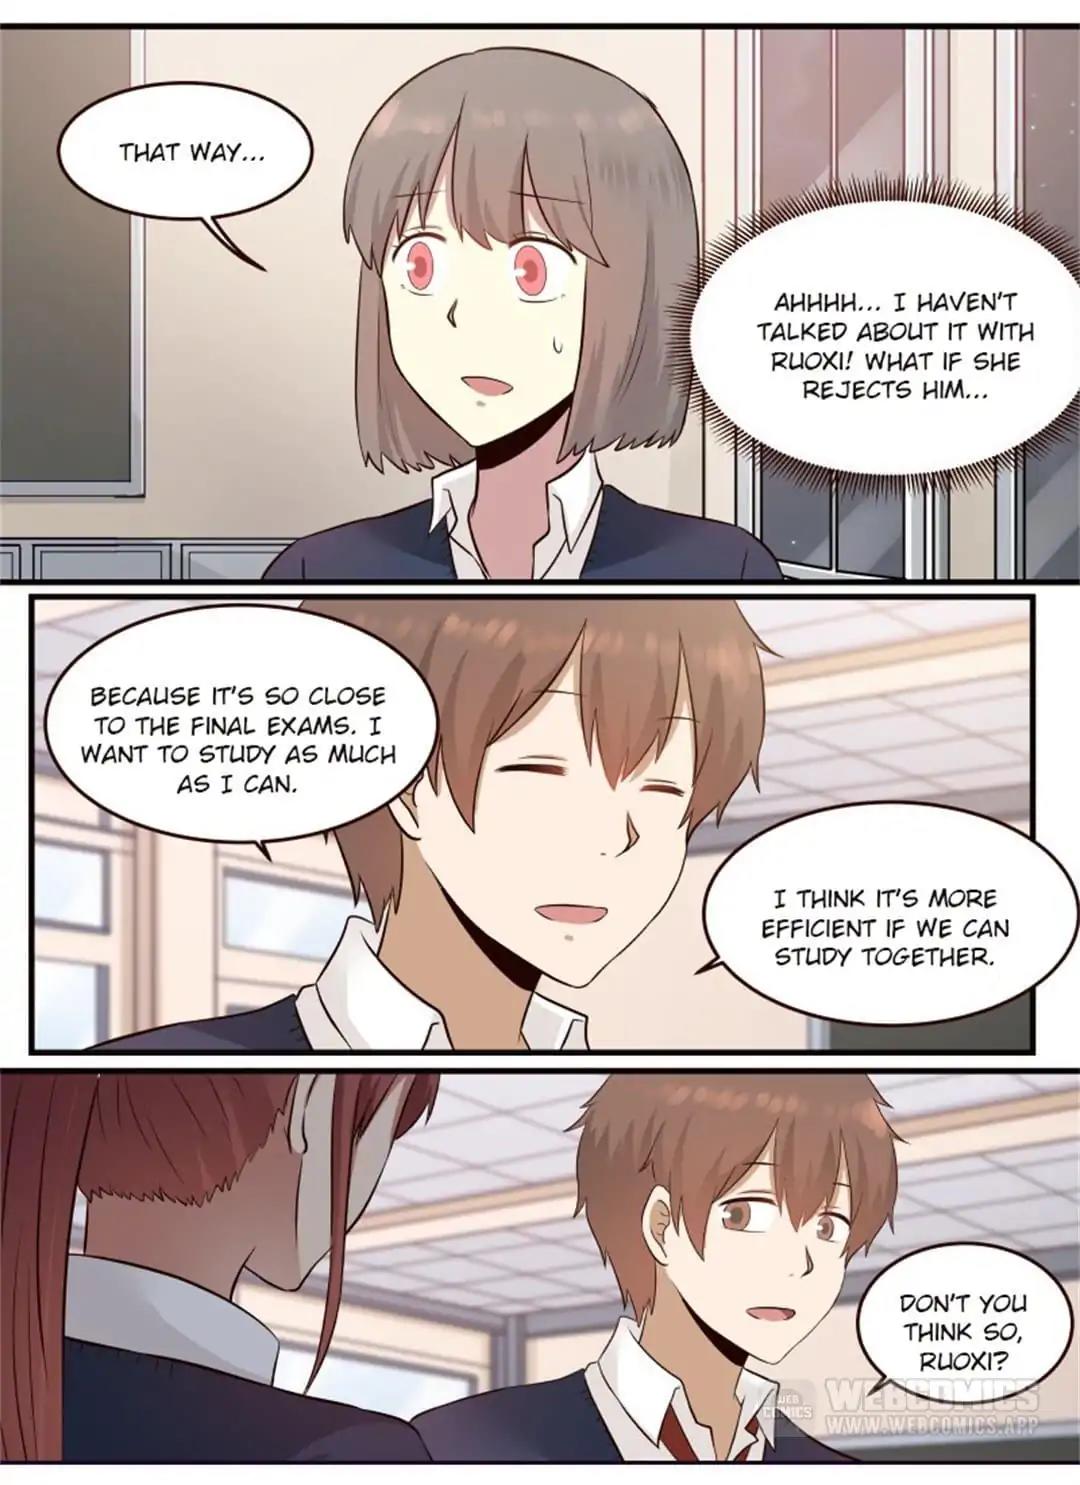 THAT WAY...
AHHHH... I HAVEN'T
TALKED ABOUT IT WITH
RUOXI! WHAT IF SHE
REJECTS HIM...
BECAUSE IT'S SO CLOSE
TO THE FINAL EXAMS. I
WANT TO STUDY AS MUCH
AS I CAN.
I THINK IT'S MORE
EFFICIENT IF WE CAN
STUDY TOGETHER.
DON'T YOU
THINK SO,
RUOXI?
WEB
COMICS
WEBCOMICS
WWW.WEBCOMICS.APP